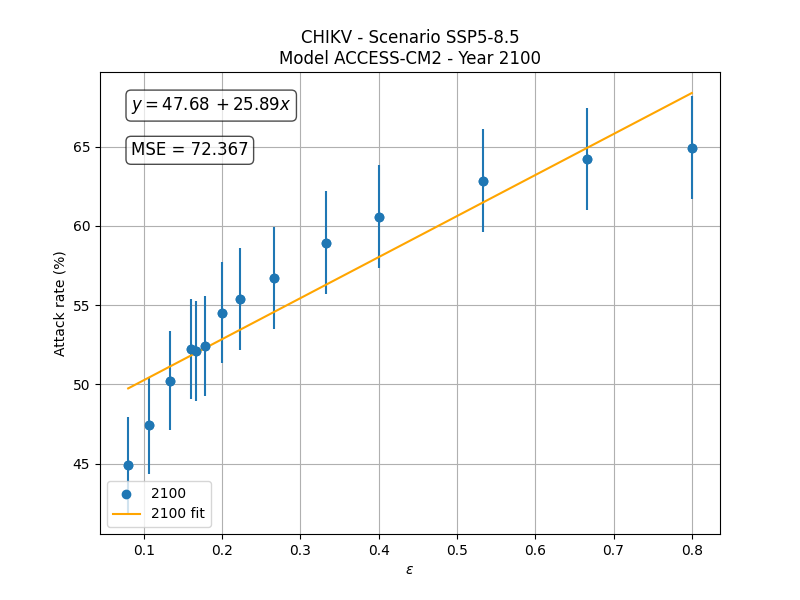 CHIKV - Scenario SSP5-8.5
Model ACCESS-CM2 - Year 2100
y = 47.68 + 25.89x
MSE = 72.367
Attack rate (%)
65
60
55
50
45
2100
2100 fit
0.1 0.2 0.3 0.4 0.5 0.6 0.7 0.8
ε